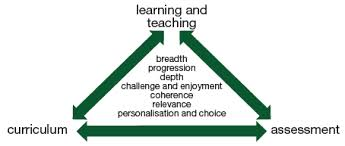 learning and
teaching
breadth
progression
depth
challenge and enjoyment
coherence
relevance
personalisation and choice
curriculum
assessment